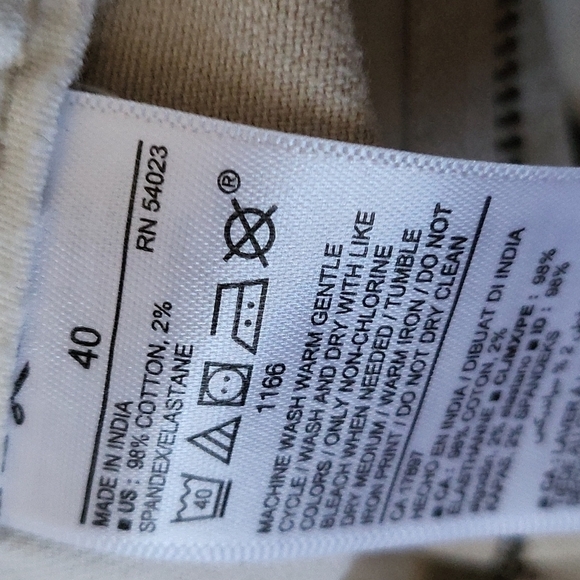 40
RN 54023
MADE IN INDIA
■ US : 98% COTTON, 2%
SPANDEX/ELASTANE
40
®
1166
MACHINE WASH WARM GENTLE
CYCLE / WASH AND DRY WITH LIKE
COLORS / ONLY NON-CHLORINE
BLEACH WHEN NEEDED / TUMBLE
DRY MEDIUM / WARM IRON / DO NOT
IRON PRINT / DO NOT DRY CLEAN
CA 17897
HECHO EN INDIA / DIBUAT DI INDIA
■ CA : 98% COTON, 2%
ELASTHANNE ■ CL/MX/PE : 98%
2% ■ ID : 98%
KAPAS, 2% SPANDEKS